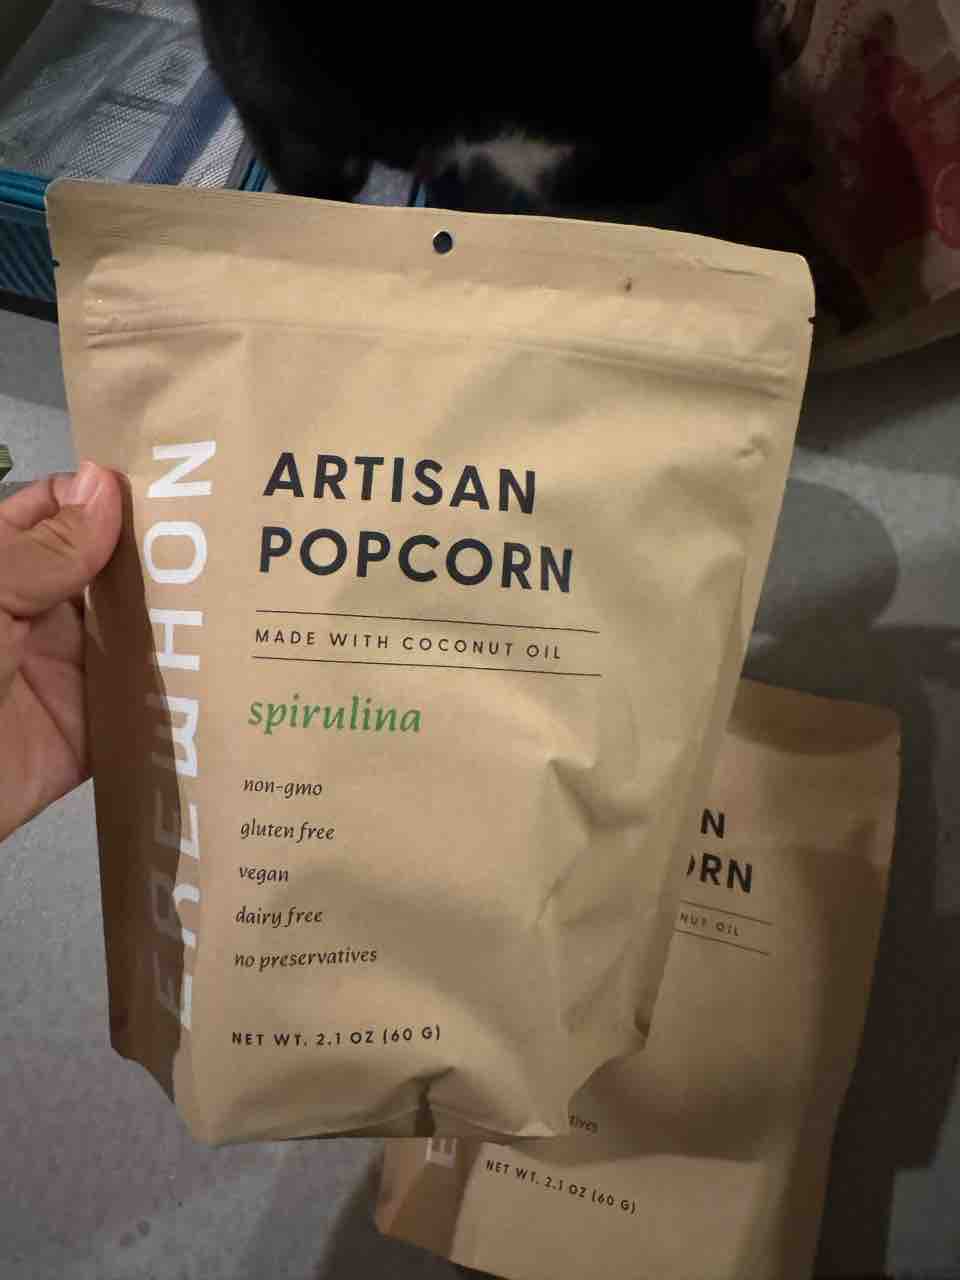 EREWHON
ARTISAN
POPCORN
MADE WITH COCONUT OIL
spirulina
non-gmo
gluten free
vegan
dairy free
no preservatives
NET WT. 2.1 OZ (60 G)
N
ORN
NUT OIL
tives
E
NET WT. 2.1 OZ (60 G)